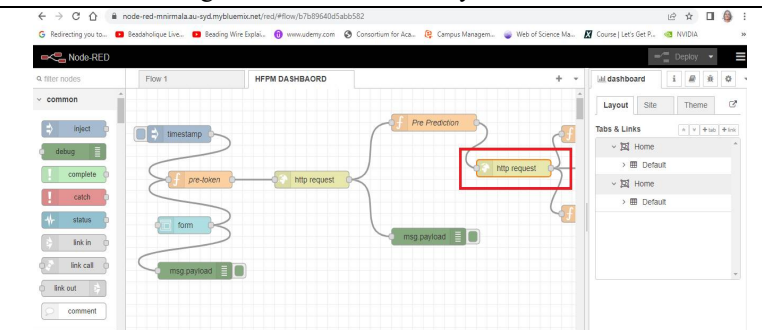 node-red-mnirmala.au-syd.mybluemix.net/red/#flow/b7b89640d5abb582
Redirecting you to... Beadaholique Live... Beading Wire Explai... www.udemy.com Consortium for Aca... Campus Managem... Web of Science Ma... Course | Let's Get P... NVIDIA »
Node-RED Deploy
filter nodes Flow 1 HFPM DASHBAORD + dashboard i
common Layout Site Theme
inject timestamp Pre Prediction f Tabs & Links +tab +link
debug Home
complete f pre-token http request http request Default
catch Home
status form f Default
link in msg.payload
link call msg.payload
link out
comment